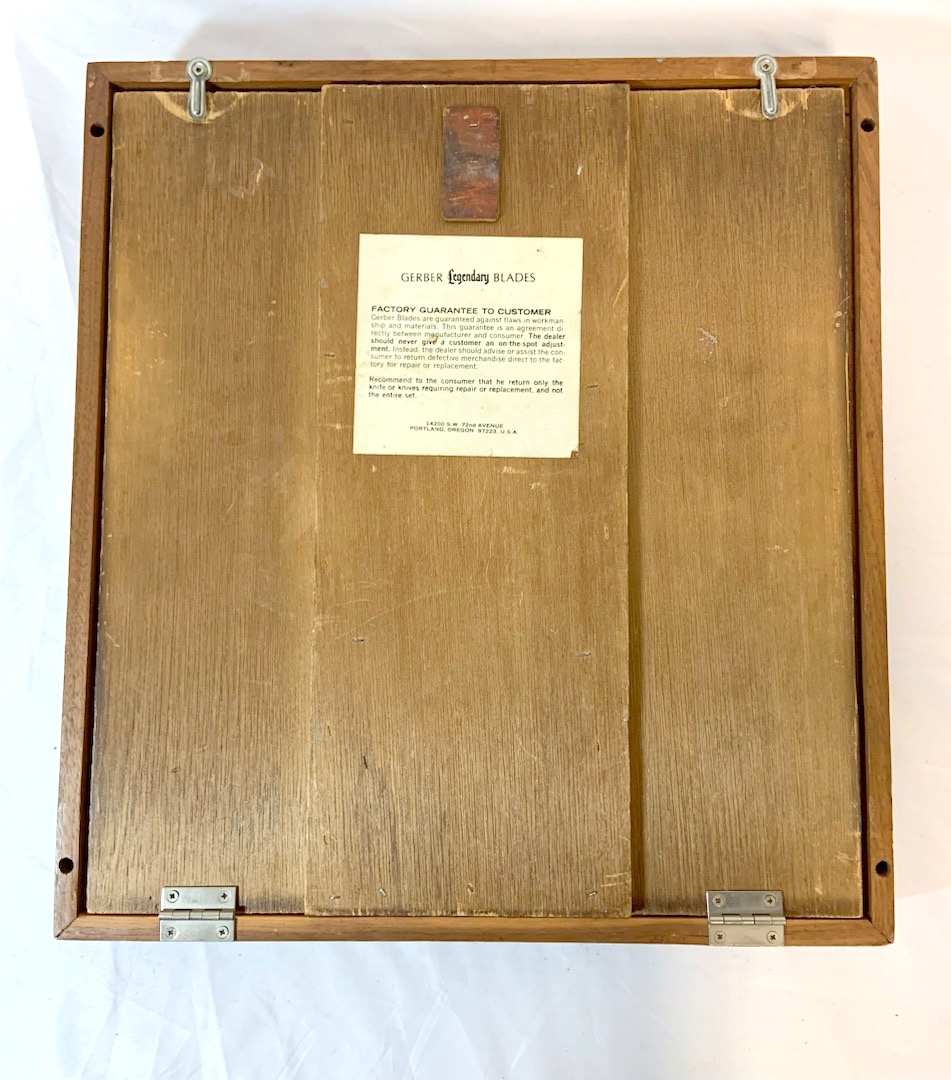 GERBER Legendary BLADES
FACTORY GUARANTEE TO CUSTOMER
Gerber Blades are guaranteed against flaws in workman-
ship and materials. This guarantee is an agreement di-
rectly between manufacturer and consumer. The dealer
should never give a customer an on-the-spot adjust-
ment. Instead, the dealer should advise or assist the con-
sumer to return defective merchandise direct to the fac-
tory for repair or replacement.
Recommend to the consumer that he return only the
knife or knives requiring repair or replacement, and not
the entire set.
14200 S.W. 72nd AVENUE
PORTLAND, OREGON 97223, U.S.A.